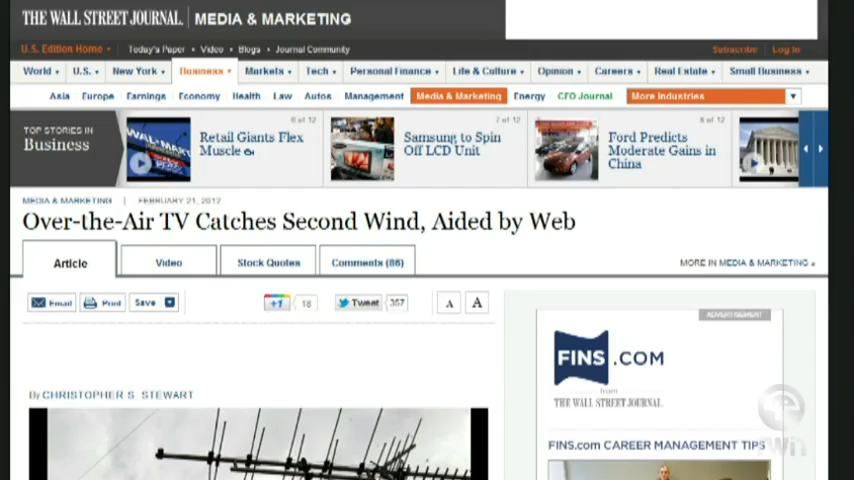 THE WALL STREET JOURNAL. | MEDIA & MARKETING
U.S. Edition Home Today's Paper • Video • Blogs • Journal Community Subscribe Log In
World U.S. New York Business Markets Tech Personal Finance Life & Culture Opinion Careers Real Estate Small Business
Asia Europe Earnings Economy Health Law Autos Management Media & Marketing Energy CFO Journal More Industries
TOP STORIES IN
Business
6 of 12
WAL-MART
Retail Giants Flex
Muscle
7 of 12
Samsung to Spin
Off LCD Unit
8 of 12
Ford Predicts
Moderate Gains in
China
MEDIA & MARKETING | FEBRUARY 21, 2012
Over-the-Air TV Catches Second Wind, Aided by Web
Article Video Stock Quotes Comments (86) MORE IN MEDIA & MARKETING »
Email Print Save +1 18 Tweet 357 A A
ADVERTISEMENT
FINS.COM
from
THE WALL STREET JOURNAL.
By CHRISTOPHER S. STEWART
FINS.com CAREER MANAGEMENT TIPS
TWiT